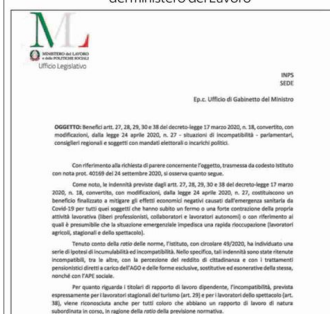 del Ministero del Lavoro
MINISTERO del LAVORO
e delle POLITICHE SOCIALI
Ufficio Legislativo
INPS
SEDE
E p.c. Ufficio di Gabinetto del Ministro
OGGETTO: Benefici artt. 27, 28, 29, 30 e 38 del decreto-legge 17 marzo 2020, n. 18, convertito, con
modificazioni, dalla legge 24 aprile 2020, n. 27 - situazioni di incompatibilità - parlamentari,
consiglieri regionali e soggetti con mandati elettorali o incarichi politici.
Con riferimento alla richiesta di parere concernente l'oggetto, trasmessa da codesto Istituto
con nota prot. 40169 del 24 settembre 2020, si osserva quanto segue.
Come noto, le indennità previste dagli artt. 27, 28, 29, 30 e 38 del decreto-legge 17 marzo
2020, n. 18, convertito, con modificazioni, dalla legge 24 aprile 2020, n. 27, costituiscono un
beneficio finalizzato a mitigare gli effetti economici negativi causati dall'emergenza sanitaria da
Covid-19 per tutti quei soggetti che hanno subito un fermo o una forte contrazione della propria
attività lavorativa (liberi professionisti, collaboratori e lavoratori autonomi) o con riferimento ai
quali è presumibile che la situazione emergenziale impedisca una rapida rioccupazione (lavoratori
agricoli, stagionali e dello spettacolo).
Tenuto conto della ratio delle norme, l'Istituto, con circolare 49/2020, ha individuato una
serie di ipotesi di incumulabilità ed incompatibilità. Nello specifico, tali indennità sono state ritenute
incompatibili, tra le altre, con la percezione del reddito di cittadinanza e con i trattamenti
pensionistici diretti a carico dell'AGO e delle forme esclusive, sostitutive ed esonerative della stessa,
nonché con l'APE sociale.
Per quanto riguarda i titolari di rapporto di lavoro dipendente, l'incompatibilità, prevista
espressamente per i lavoratori stagionali del turismo (art. 29) e per i lavoratori dello spettacolo (art.
38), viene riconosciuta anche per tutti coloro che abbiano un rapporto di lavoro di natura
subordinata in corso, in ragione della ratio della previsione normativa.